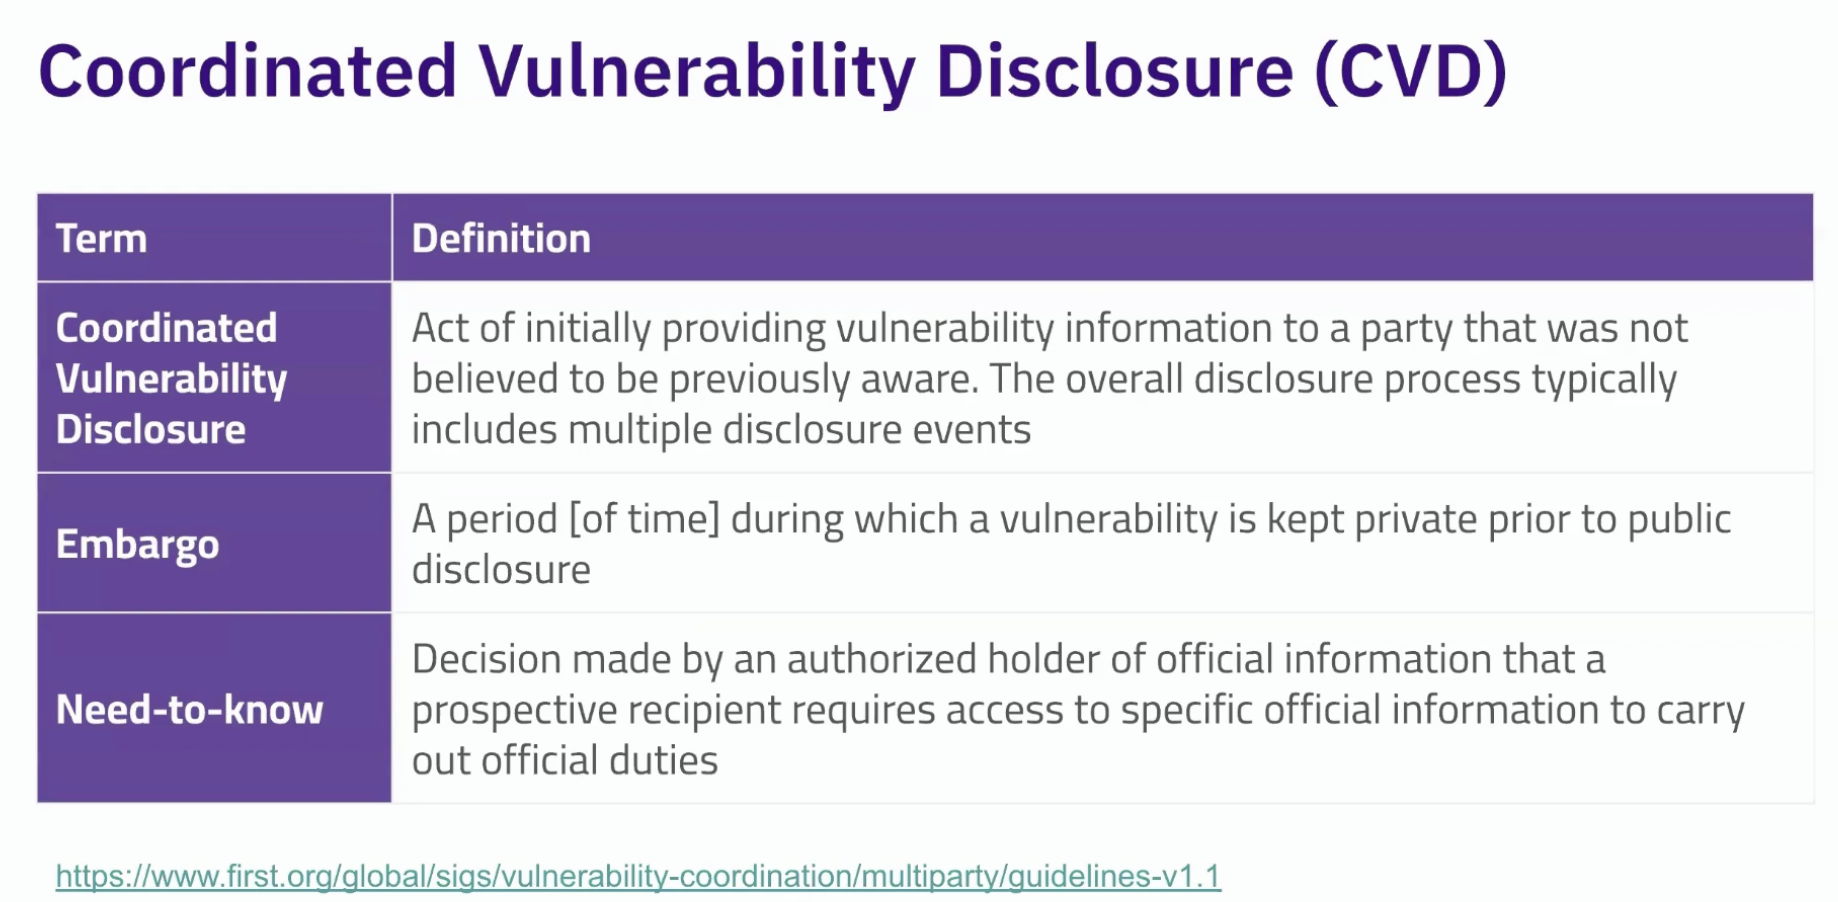 Coordinated Vulnerability Disclosure (CVD)
Term
Definition
Coordinated
Vulnerability
Disclosure
Act of initially providing vulnerability information to a party that was not
believed to be previously aware. The overall disclosure process typically
includes multiple disclosure events
Embargo
A period [of time] during which a vulnerability is kept private prior to public
disclosure
Need-to-know
Decision made by an authorized holder of official information that a
prospective recipient requires access to specific official information to carry
out official duties
https://www.first.org/global/sigs/vulnerability-coordination/multiparty/guidelines-v1.1